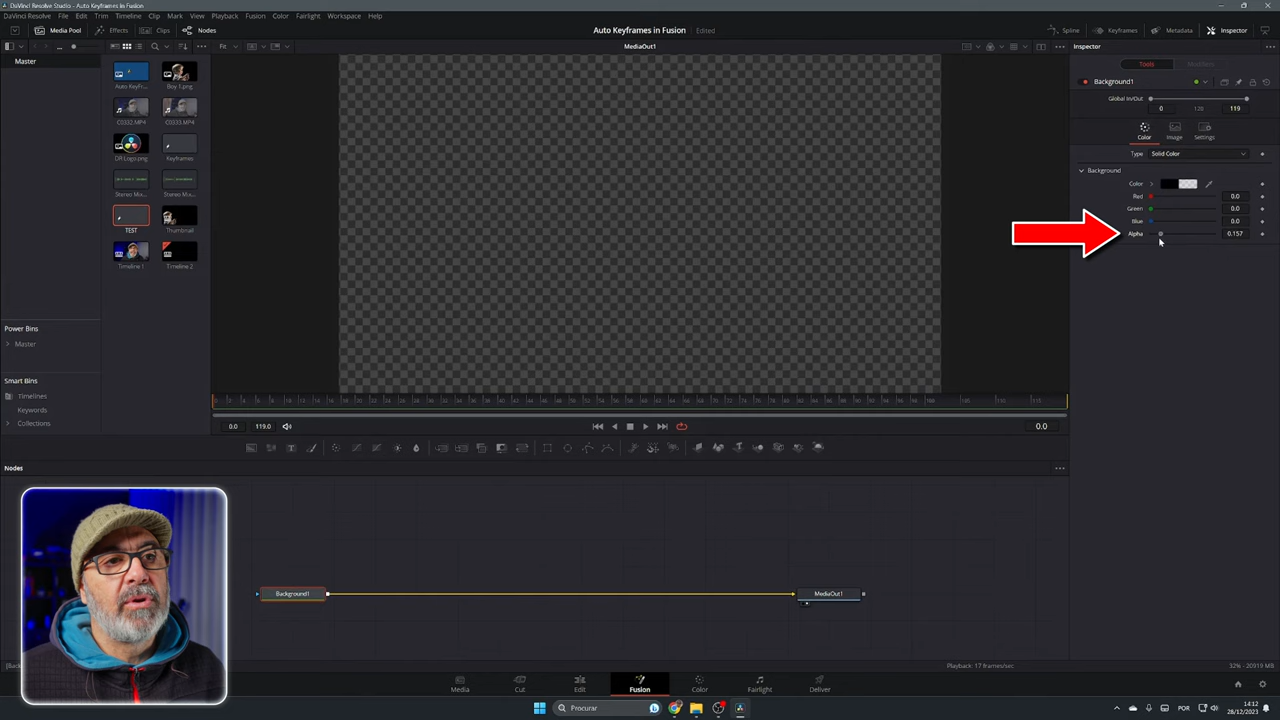 DaVinci Resolve Studio - Auto Keyframes in Fusion
DaVinci Resolve File Edit Trim Timeline Clip Mark View Playback Fusion Color Fairlight Workspace Help
Media Pool Effects Clips Nodes
Auto Keyframes in Fusion Edited
Spline Keyframes Metadata Inspector
Fit
MediaOut1
Inspector
Master
Auto KeyFr...
Boy 1.png
C0332.MP4
C0333.MP4
DR Logo.png
Keyframes
Stereo Mix...
Stereo Mix...
TEST
Thumbnail
Timeline 1
Timeline 2
Power Bins
Master
Smart Bins
Timelines
Keywords
Collections
Tools Modifiers
Background1
Global In/Out
0 120 119
Color Image Settings
Type Solid Color
Background
Color
Red 0.0
Green 0.0
Blue 0.0
Alpha 0.157
0.0 119.0
0.0
Nodes
Background1
MediaOut1
Playback: 17 frames/sec
32% - 20919 MB
Media Cut Edit Fusion Color Fairlight Deliver
Procurar
POR
14:12
28/12/2023